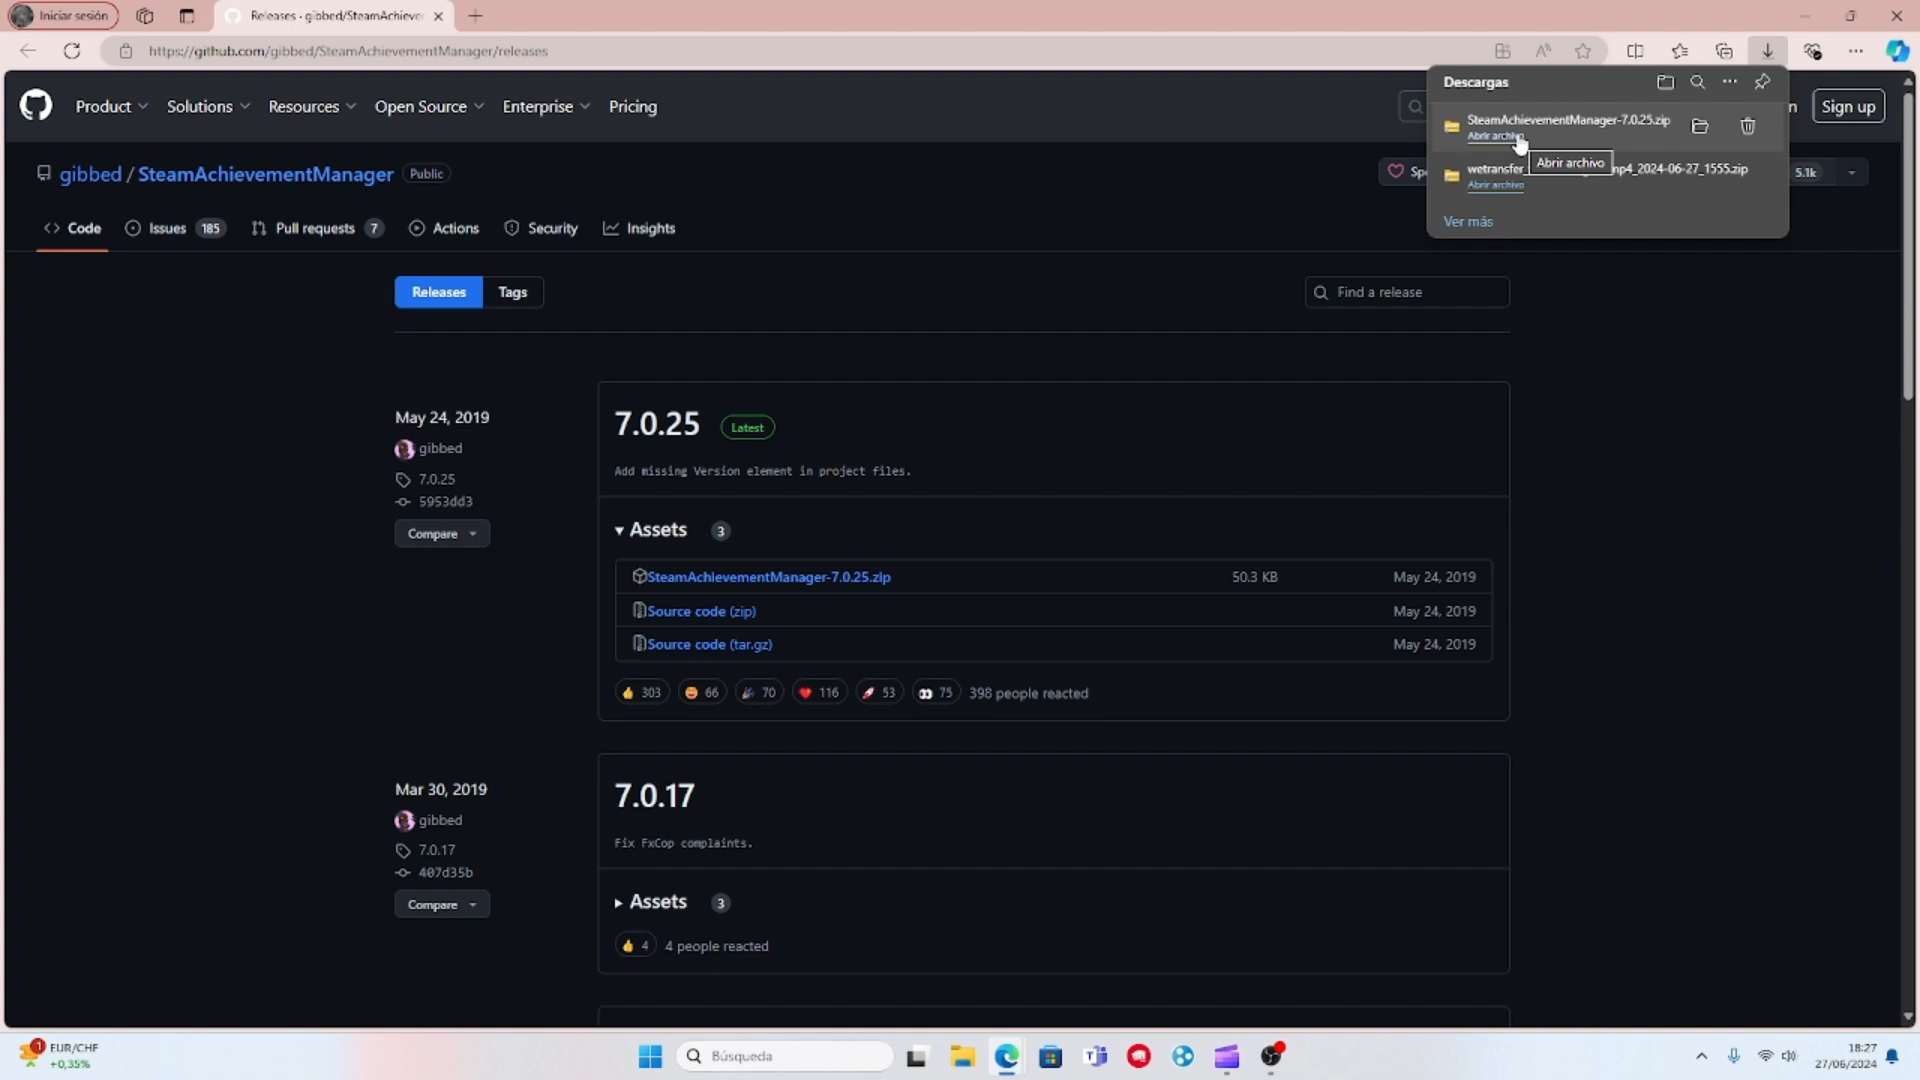 Iniciar sesión
Releases · gibbed/SteamAchieve
https://github.com/gibbed/SteamAchievementManager/releases
Descargas
SteamAchievementManager-7.0.25.zip
Abrir archivo
Abrir archivo
wetransfer
mp4_2024-06-27_1555.zip
Abrir archivo
Ver más
Product
Solutions
Resources
Open Source
Enterprise
Pricing
Sign up
gibbed / SteamAchievementManager
Public
5.1k
Code
Issues 185
Pull requests 7
Actions
Security
Insights
Releases
Tags
Find a release
May 24, 2019
gibbed
7.0.25
5953dd3
Compare
7.0.25 Latest
Add missing Version element in project files.
Assets 3
SteamAchievementManager-7.0.25.zip 50.3 KB May 24, 2019
Source code (zip) May 24, 2019
Source code (tar.gz) May 24, 2019
303 66 70 116 53 75 398 people reacted
Mar 30, 2019
gibbed
7.0.17
407d35b
Compare
7.0.17
Fix FxCop complaints.
Assets 3
4 4 people reacted
1
EUR/CHF
+0,35%
Búsqueda
18:27
27/06/2024